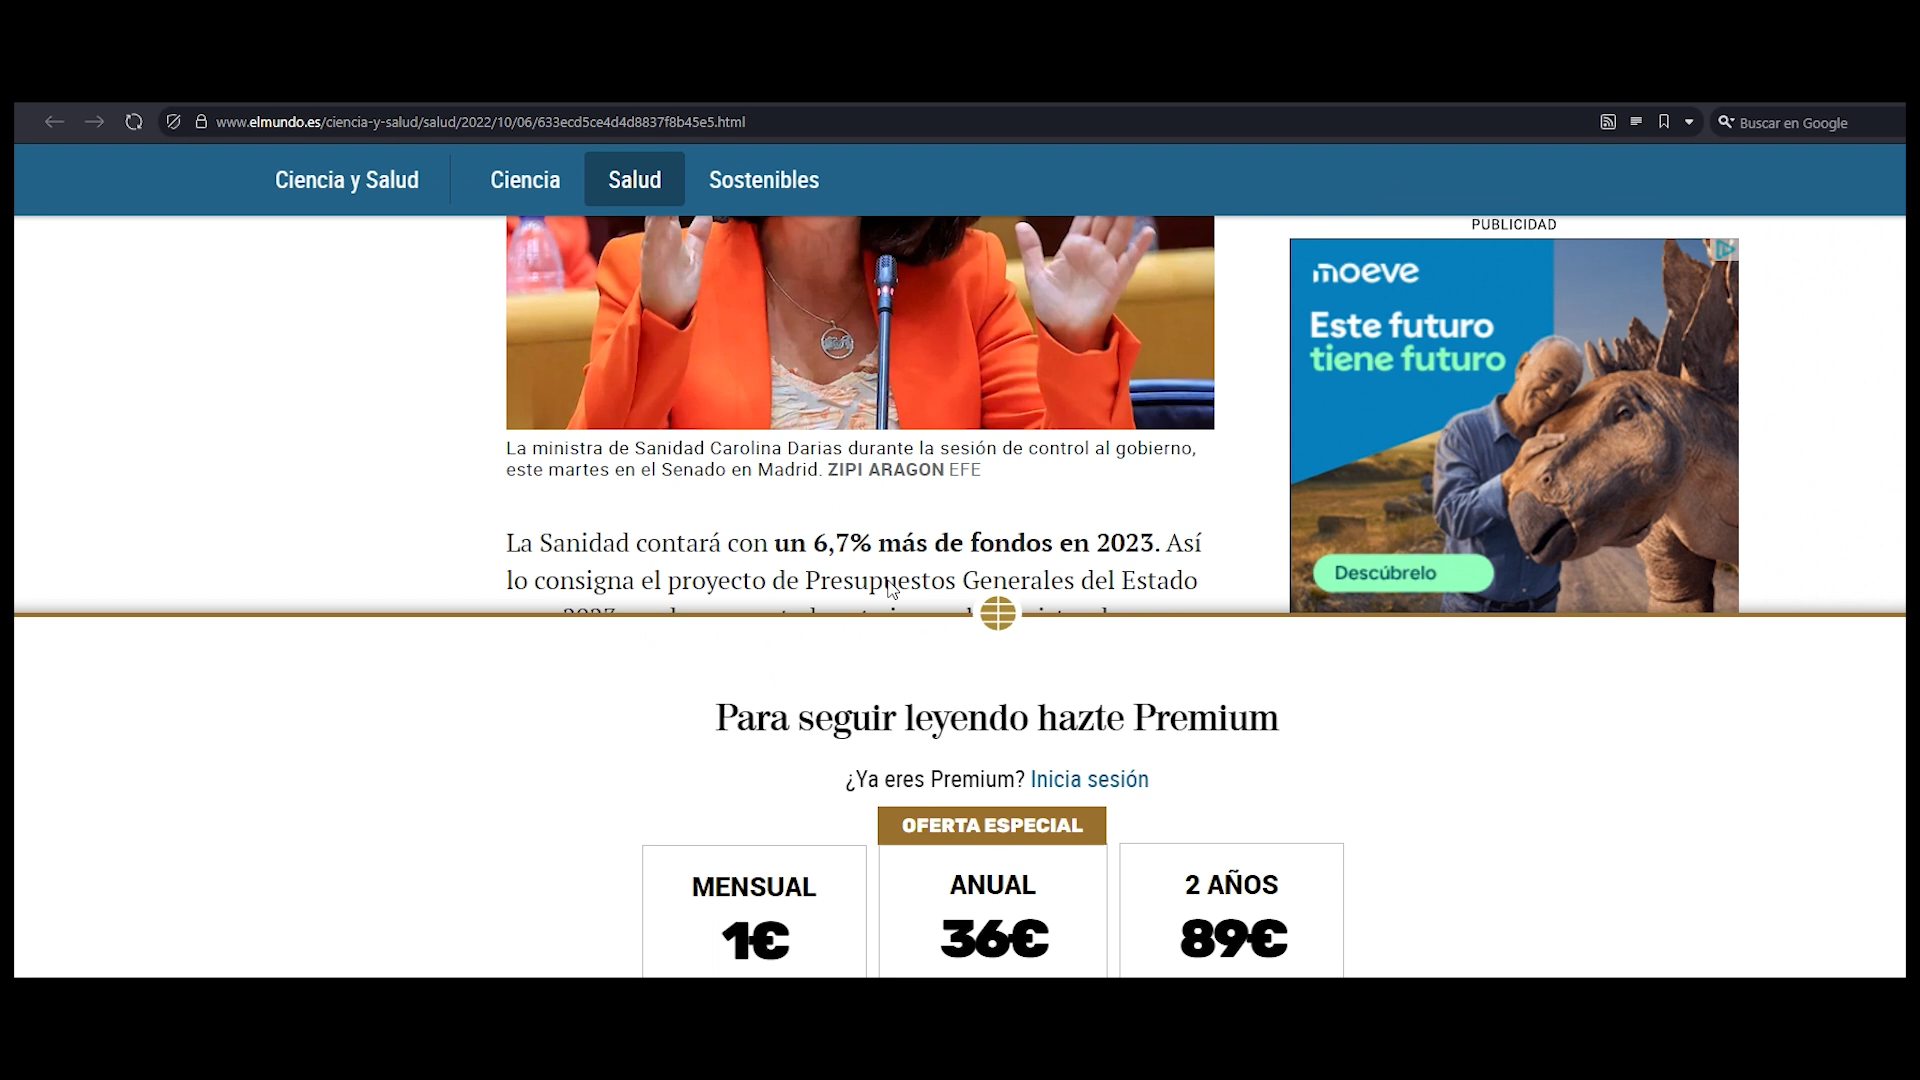 www.elmundo.es/ciencia-y-salud/salud/2022/10/06/633ecd5ce4d4d8837f8b45e5.html
Buscar en Google
Ciencia y Salud
Ciencia
Salud
Sostenibles
PUBLICIDAD
moeve
Este futuro
tiene futuro
Descúbrelo
La ministra de Sanidad Carolina Darias durante la sesión de control al gobierno,
este martes en el Senado en Madrid. ZIPI ARAGON EFE
La Sanidad contará con un 6,7% más de fondos en 2023. Así
lo consigna el proyecto de Presupuestos Generales del Estado
Para seguir leyendo hazte Premium
¿Ya eres Premium? Inicia sesión
OFERTA ESPECIAL
MENSUAL
1€
ANUAL
36€
2 AÑOS
89€